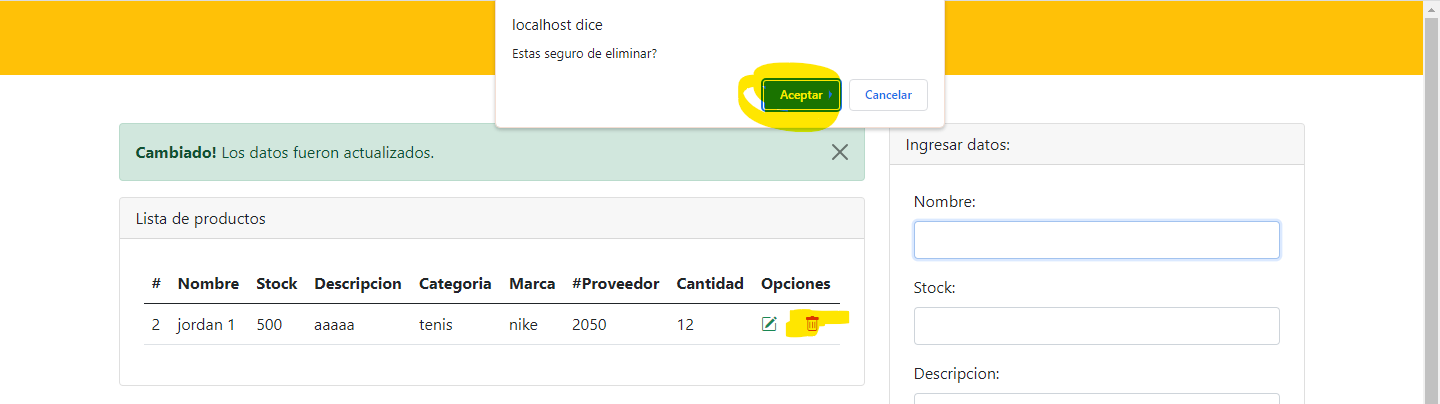 localhost dice
Estas seguro de eliminar?
Aceptar
Cancelar
Cambiado! Los datos fueron actualizados.
Lista de productos
# Nombre Stock Descripcion Categoria Marca #Proveedor Cantidad Opciones
2 jordan 1 500 aaaaa tenis nike 2050 12
Ingresar datos:
Nombre:
Stock:
Descripcion: